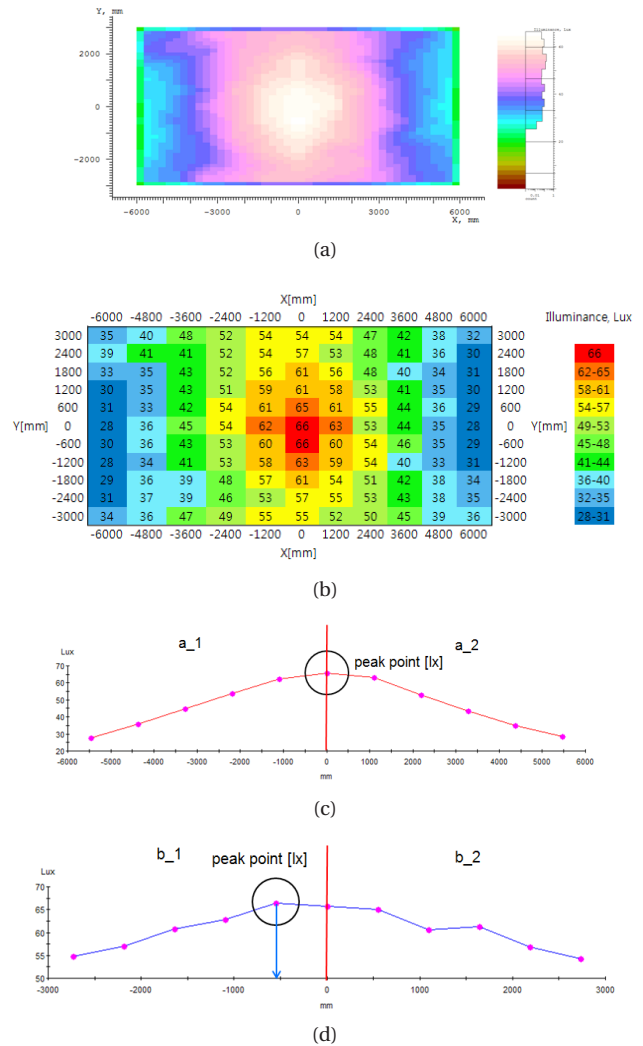 Y, mm
2000
0
-2000
-6000 -3000 0 3000 6000
X, mm
Illuminance, Lux
60
40
20
(a)
X[mm]
-6000 -4800 -3600 -2400 -1200 0 1200 2400 3600 4800 6000 Illuminance, Lux
3000 35 40 48 52 54 54 54 47 42 38 32 3000
2400 39 41 41 54 54 57 53 48 41 36 30 2400 66
1800 33 35 43 52 56 61 56 48 40 34 31 1800 62-65
1200 30 35 43 51 59 61 58 53 41 35 30 1200 58-61
600 31 33 42 54 61 65 61 55 44 36 29 600 54-57
Y[mm] 0 28 36 45 54 62 66 63 53 44 35 28 0 Y[mm] 49-53
-600 30 36 43 53 60 66 60 54 46 35 29 -600 45-48
-1200 28 34 41 53 58 63 59 54 40 33 31 -1200 41-44
-1800 29 36 39 48 57 61 54 51 42 38 34 -1800 36-40
-2400 31 37 39 46 53 57 55 53 43 38 35 -2400 32-35
-3000 34 36 47 49 55 55 52 50 45 39 36 -3000 28-31
-6000 -4800 -3600 -2400 -1200 0 1200 2400 3600 4800 6000
X[mm]
(b)
a_1 a_2
Lux
peak point [lx]
70
60
50
40
30
20
-6000 -5000 -4000 -3000 -2000 -1000 0 1000 2000 3000 4000 5000 6000
mm
(c)
b_1 peak point [lx] b_2
Lux
70
65
60
55
50
-3000 -2000 -1000 0 1000 2000 3000
mm
(d)